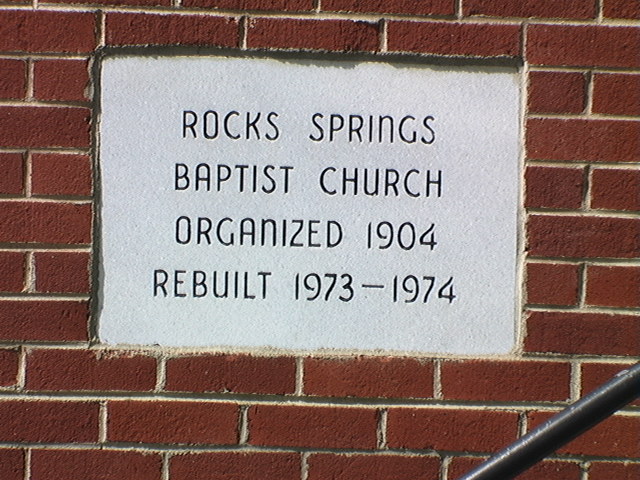 ROCKS SPRINGS
BAPTIST CHURCH
ORGANIZED 1904
REBUILT 1973—1974